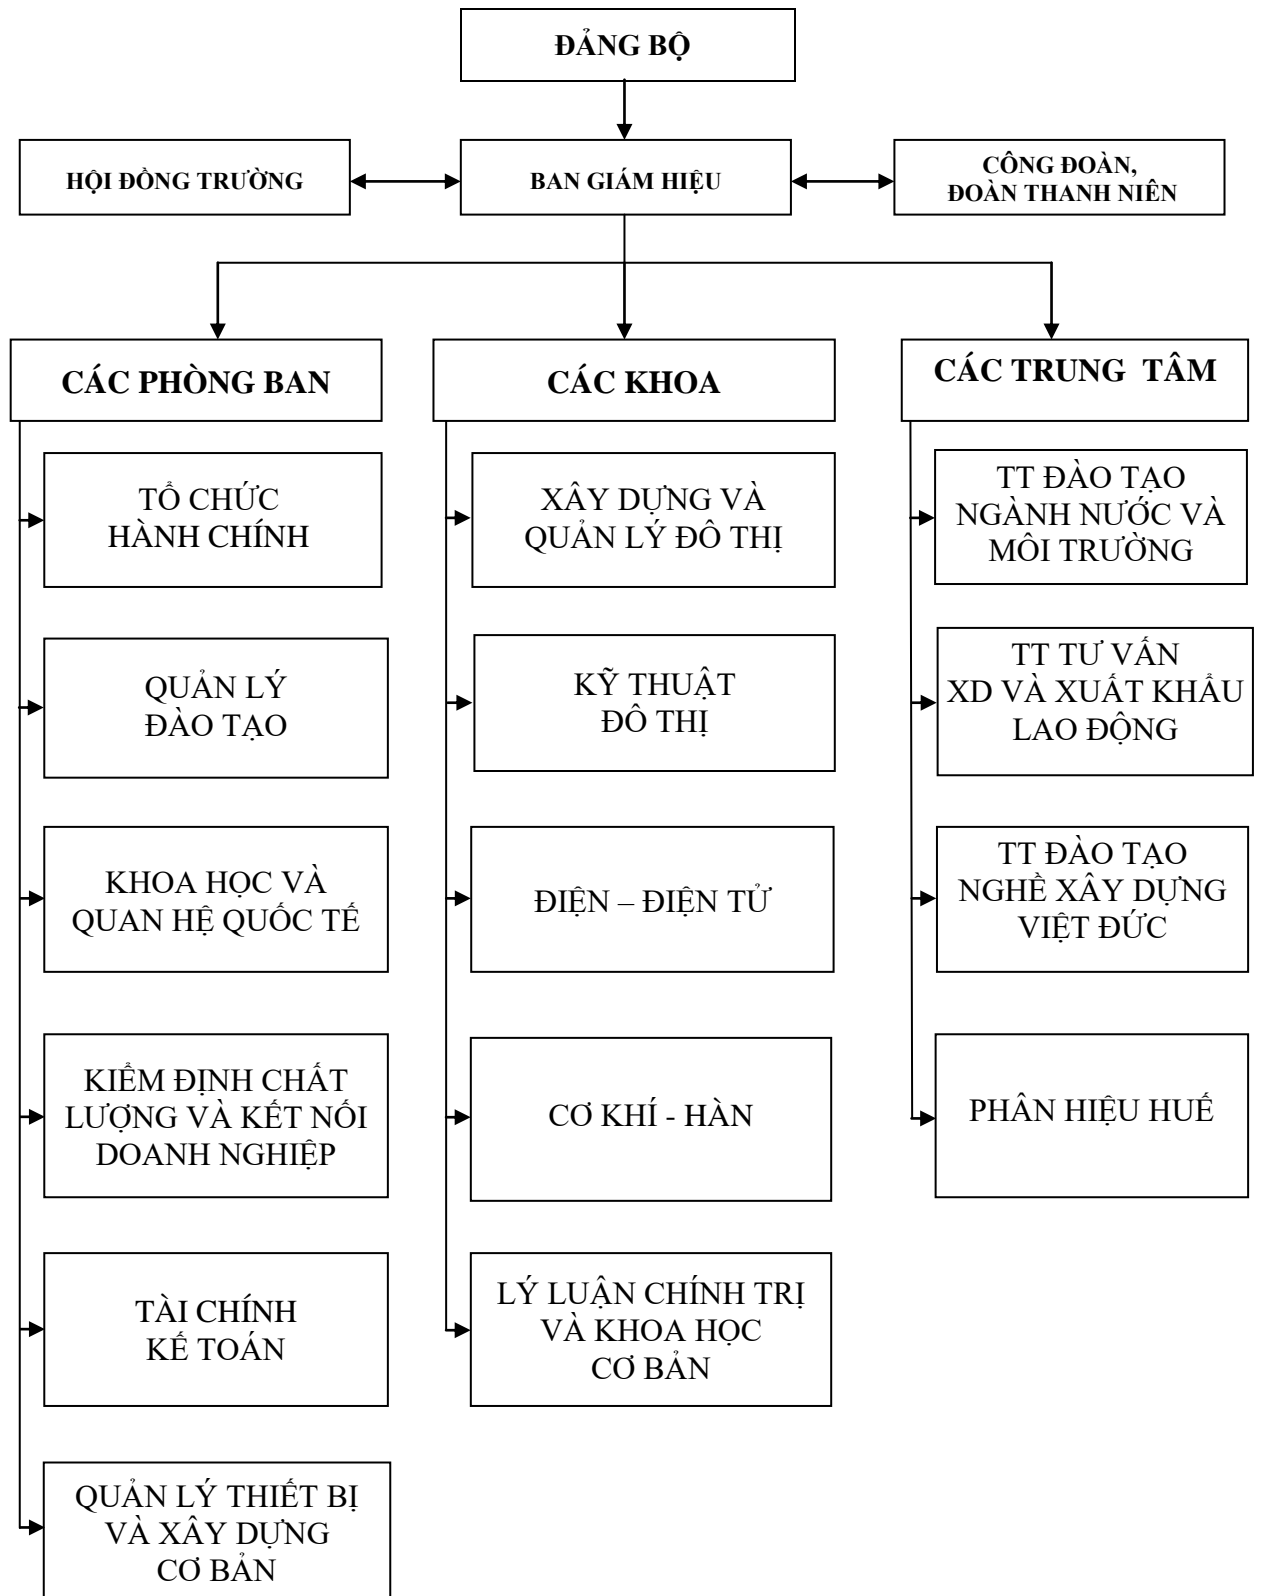 ĐẢNG BỘ
HỘI ĐỒNG TRƯỜNG
BAN GIÁM HIỆU
CÔNG ĐOÀN,
ĐOÀN THANH NIÊN
CÁC PHÒNG BAN
TỔ CHỨC
HÀNH CHÍNH
QUẢN LÝ
ĐÀO TẠO
KHOA HỌC VÀ
QUAN HỆ QUỐC TẾ
KIỂM ĐỊNH CHẤT
LƯỢNG VÀ KẾT NỐI
DOANH NGHIỆP
TÀI CHÍNH
KẾ TOÁN
QUẢN LÝ THIẾT BỊ
VÀ XÂY DỰNG
CƠ BẢN
CÁC KHOA
XÂY DỰNG VÀ
QUẢN LÝ ĐÔ THỊ
KỸ THUẬT
ĐÔ THỊ
ĐIỆN – ĐIỆN TỬ
CƠ KHÍ - HÀN
LÝ LUẬN CHÍNH TRỊ
VÀ KHOA HỌC
CƠ BẢN
CÁC TRUNG TÂM
TT ĐÀO TẠO
NGÀNH NƯỚC VÀ
MÔI TRƯỜNG
TT TƯ VẤN
XD VÀ XUẤT KHẨU
LAO ĐỘNG
TT ĐÀO TẠO
NGHỀ XÂY DỰNG
VIỆT ĐỨC
PHÂN HIỆU HUẾ